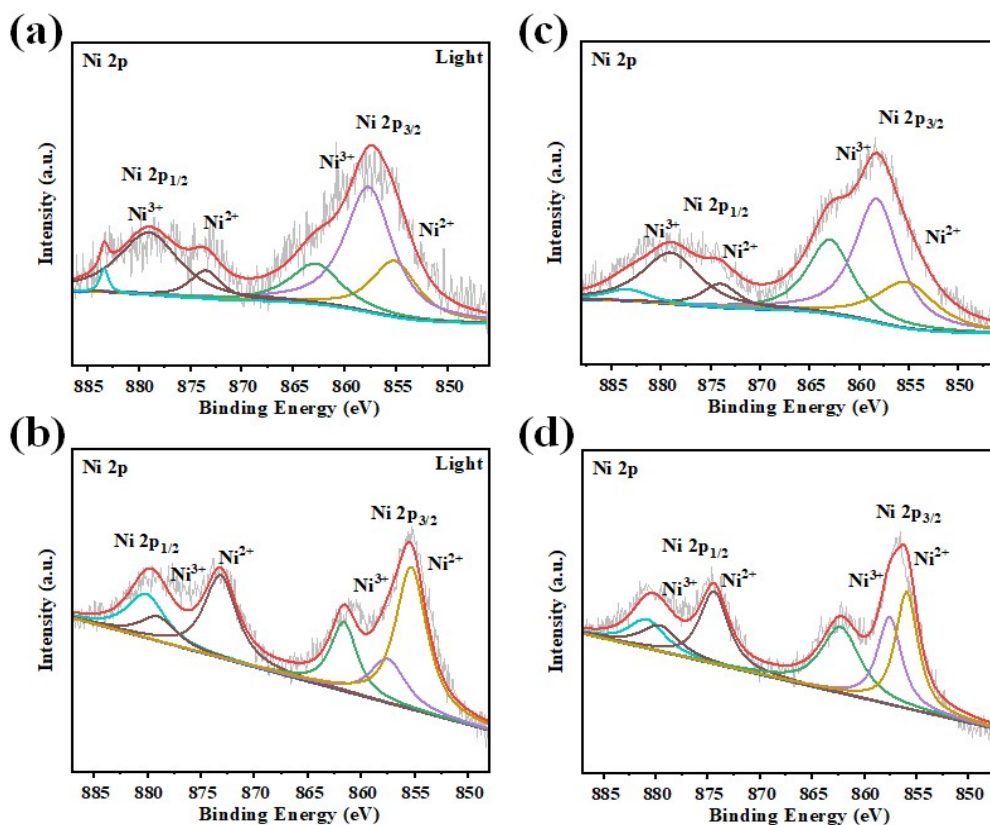 (a)
Ni 2p
Light
Ni 2p1/2
Ni3+
Ni2+
Ni 2p3/2
Ni3+
Ni2+
Intensity (a.u.)
885 880 875 870 865 860 855 850
Binding Energy (eV)
(c)
Ni 2p
Ni 2p1/2
Ni3+
Ni2+
Ni 2p3/2
Ni3+
Ni2+
Intensity (a.u.)
885 880 875 870 865 860 855 850
Binding Energy (eV)
(b)
Ni 2p
Light
Ni 2p1/2
Ni3+
Ni2+
Ni 2p3/2
Ni3+
Ni2+
Intensity (a.u.)
885 880 875 870 865 860 855 850
Binding Energy (eV)
(d)
Ni 2p
Ni 2p1/2
Ni3+
Ni2+
Ni 2p3/2
Ni3+
Ni2+
Intensity (a.u.)
885 880 875 870 865 860 855 850
Binding Energy (eV)